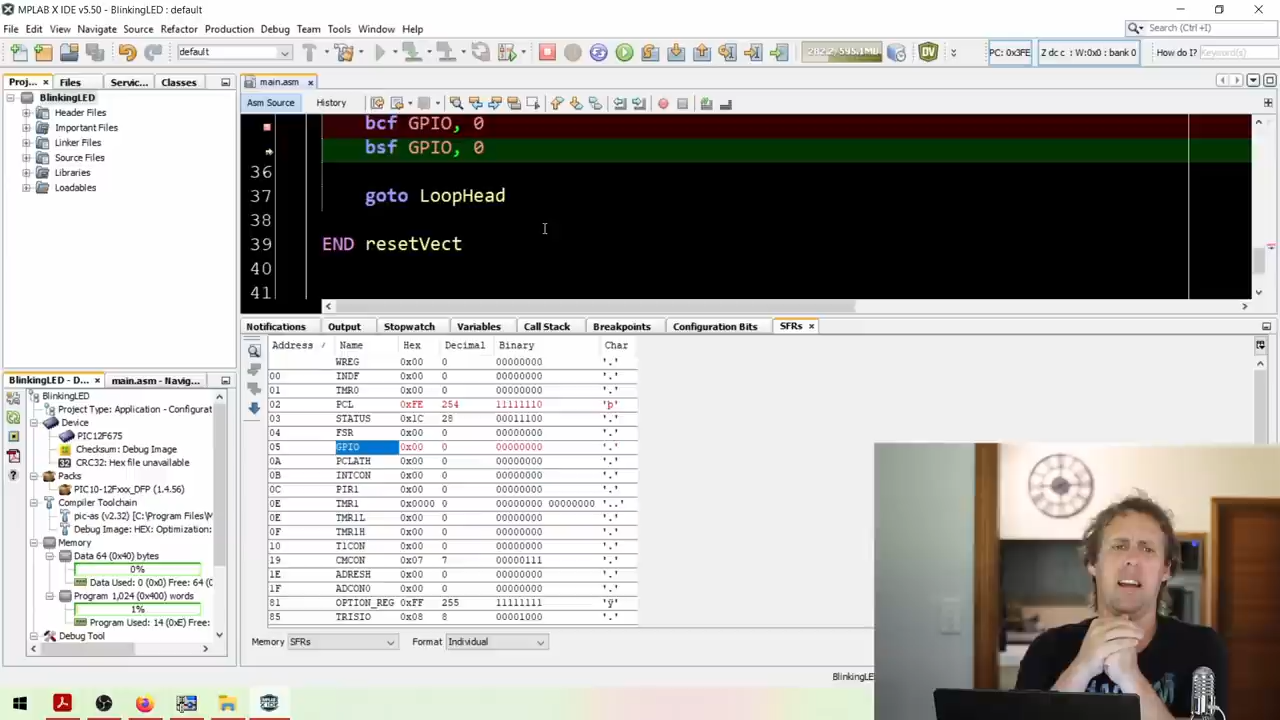 MPLAB X IDE v5.50 - BlinkingLED : default
File Edit View Navigate Source Refactor Production Debug Team Tools Window Help
Search (Ctrl+I)
default
282.2/595.1MB
PC: 0x3FE
Z dc c : W:0x0 : bank 0
How do I?
Keyword(s)
Proj... Files Servic... Classes
BlinkingLED
Header Files
Important Files
Linker Files
Source Files
Libraries
Loadables
main.asm
Asm Source History
bcf GPIO, 0
bsf GPIO, 0
36
37 goto LoopHead
38
39 END resetVect
40
41
Notifications Output Stopwatch Variables Call Stack Breakpoints Configuration Bits SFRs
Address / Name Hex Decimal Binary Char
WREG 0x00 0 00000000 '.'
00 INDF 0x00 0 00000000 '.'
01 TMR0 0x00 0 00000000 '.'
02 PCL 0xFE 254 11111110 'þ'
03 STATUS 0x1C 28 00011100 '.'
04 FSR 0x00 0 00000000 '.'
05 GPIO 0x00 0 00000000 '.'
0A PCLATH 0x00 0 00000000 '.'
0B INTCON 0x00 0 00000000 '.'
0C PIR1 0x00 0 00000000 '.'
0E TMR1 0x0000 0 00000000 00000000 '..'
0E TMR1L 0x00 0 00000000 '.'
0F TMR1H 0x00 0 00000000 '.'
10 T1CON 0x00 0 00000000 '.'
19 CMCON 0x07 7 00000111 '.'
1E ADRESH 0x00 0 00000000 '.'
1F ADCON0 0x00 0 00000000 '.'
81 OPTION_REG 0xFF 255 11111111 'ÿ'
85 TRISIO 0x08 8 00001000 '.'
Memory SFRs Format Individual
BlinkingLED - D... main.asm - Navig...
BlinkingLED
Project Type: Application - Configurat
Device
PIC12F675
Checksum: Debug Image
CRC32: Hex file unavailable
Packs
PIC10-12Fxxx_DFP (1.4.56)
Compiler Toolchain
pic-as (v2.32) [C:\Program Files\M
Debug Image: HEX: Optimization:
Memory
Data 64 (0x40) bytes
0%
Data Used: 0 (0x0) Free: 64 (0
Program 1,024 (0x400) words
1%
Program Used: 14 (0xE) Free:
Debug Tool
BlinkingLE